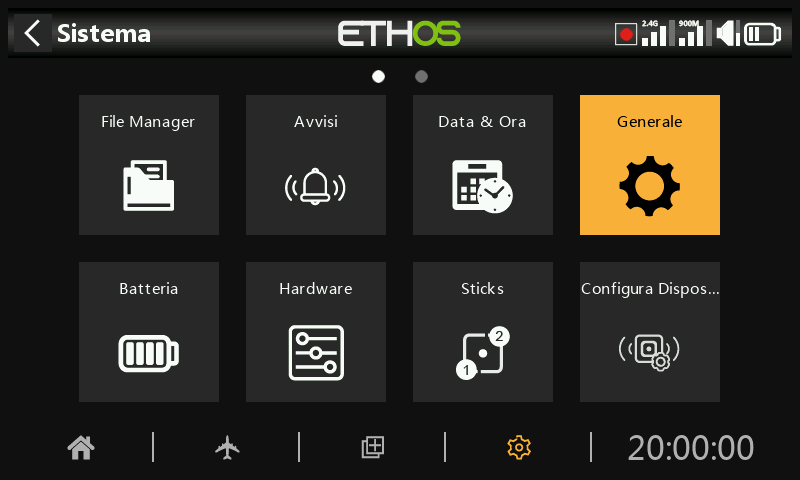 Sistema
ETHOS
2.4G
900M
File Manager
Avvisi
Data & Ora
Generale
Batteria
Hardware
Sticks
Configura Dispos...
1
2
20:00:00